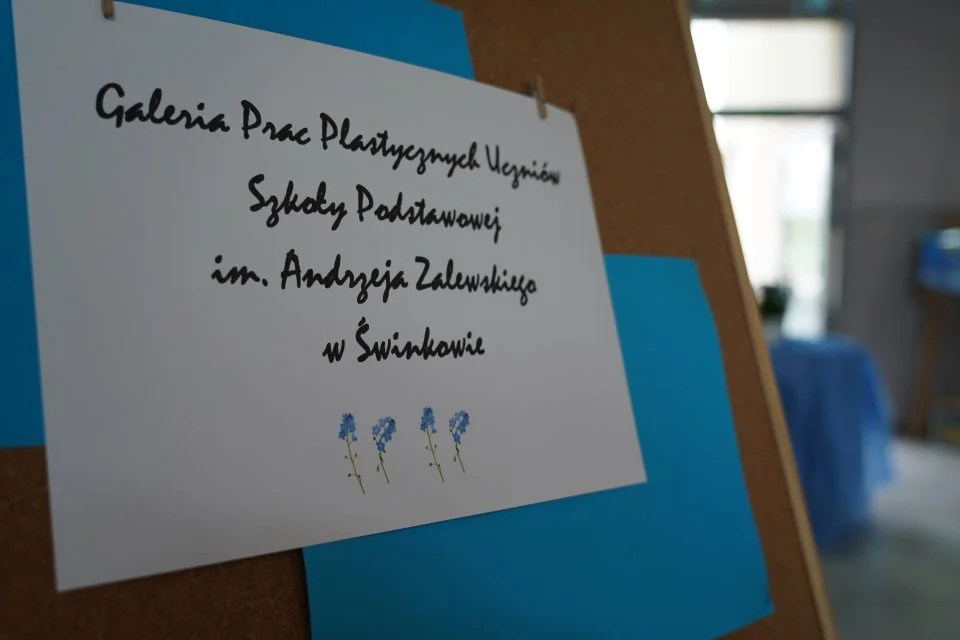 Galeria Prac Plastycznych Uczniów
Szkoły Podstawowej
im. Andrzeja Zalewskiego
w Świnkowie